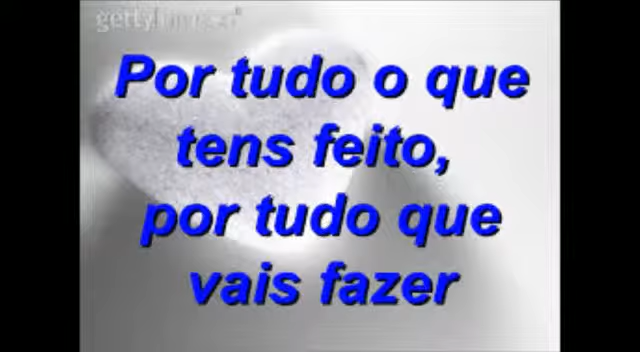 Por tudo o que
tens feito,
por tudo que
vais fazer